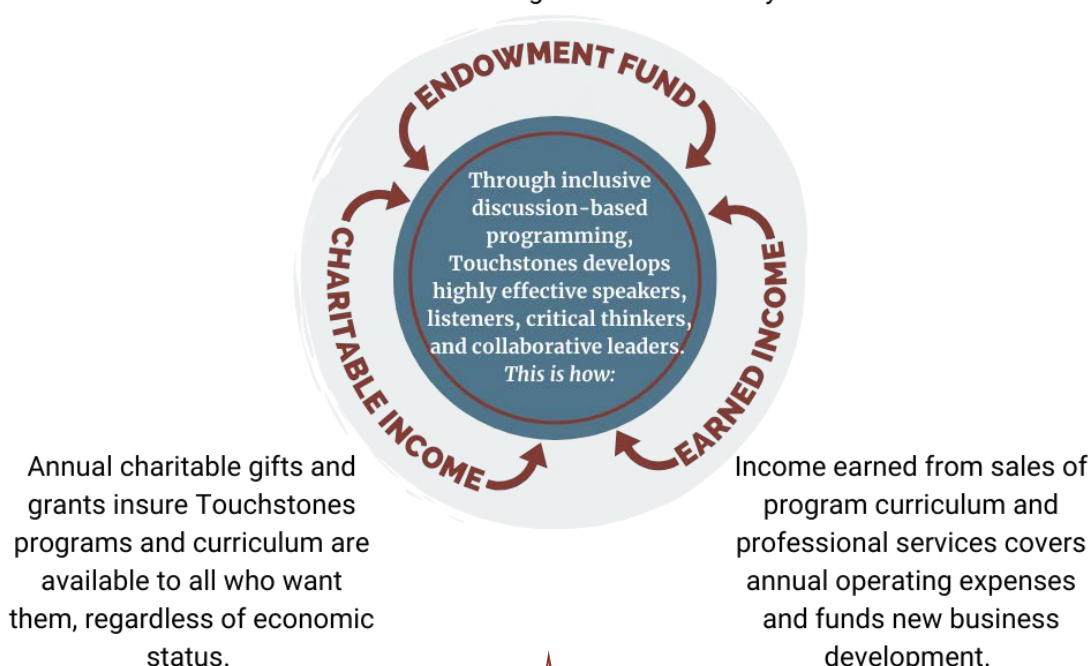 ENDOWMENT FUND
Through inclusive
discussion-based
programming,
Touchstones develops
highly effective speakers,
listeners, critical thinkers,
and collaborative leaders.
This is how:
CHARITABLE INCOME
EARNED INCOME
Annual charitable gifts and
grants insure Touchstones
programs and curriculum are
available to all who want
them, regardless of economic
status.
Income earned from sales of
program curriculum and
professional services covers
annual operating expenses
and funds new business
development.